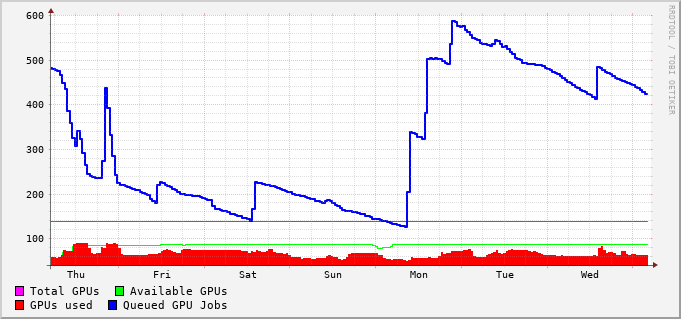 600
500
400
300
200
100
Thu Fri Sat Sun Mon Tue Wed
Total GPUs Available GPUs
GPUs used Queued GPU Jobs
RRDTOOL / TOBI OETIKER